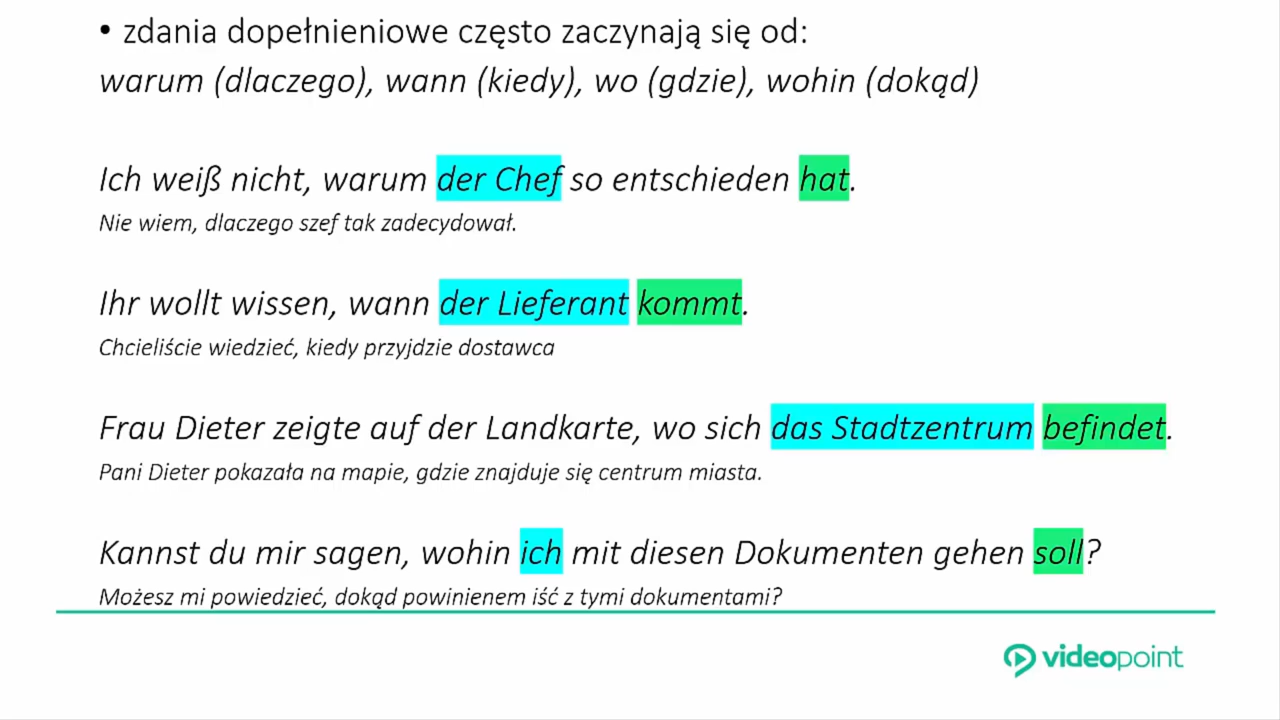 • zdania dopełnieniowe często zaczynają się od:
warum (dlaczego), wann (kiedy), wo (gdzie), wohin (dokąd)
Ich weiß nicht, warum der Chef so entschieden hat.
Nie wiem, dlaczego szef tak zadecydował.
Ihr wollt wissen, wann der Lieferant kommt.
Chcieliście wiedzieć, kiedy przyjdzie dostawca
Frau Dieter zeigte auf der Landkarte, wo sich das Stadtzentrum befindet.
Pani Dieter pokazała na mapie, gdzie znajduje się centrum miasta.
Kannst du mir sagen, wohin ich mit diesen Dokumenten gehen soll?
Możesz mi powiedzieć, dokąd powinienem iść z tymi dokumentami?
videopoint